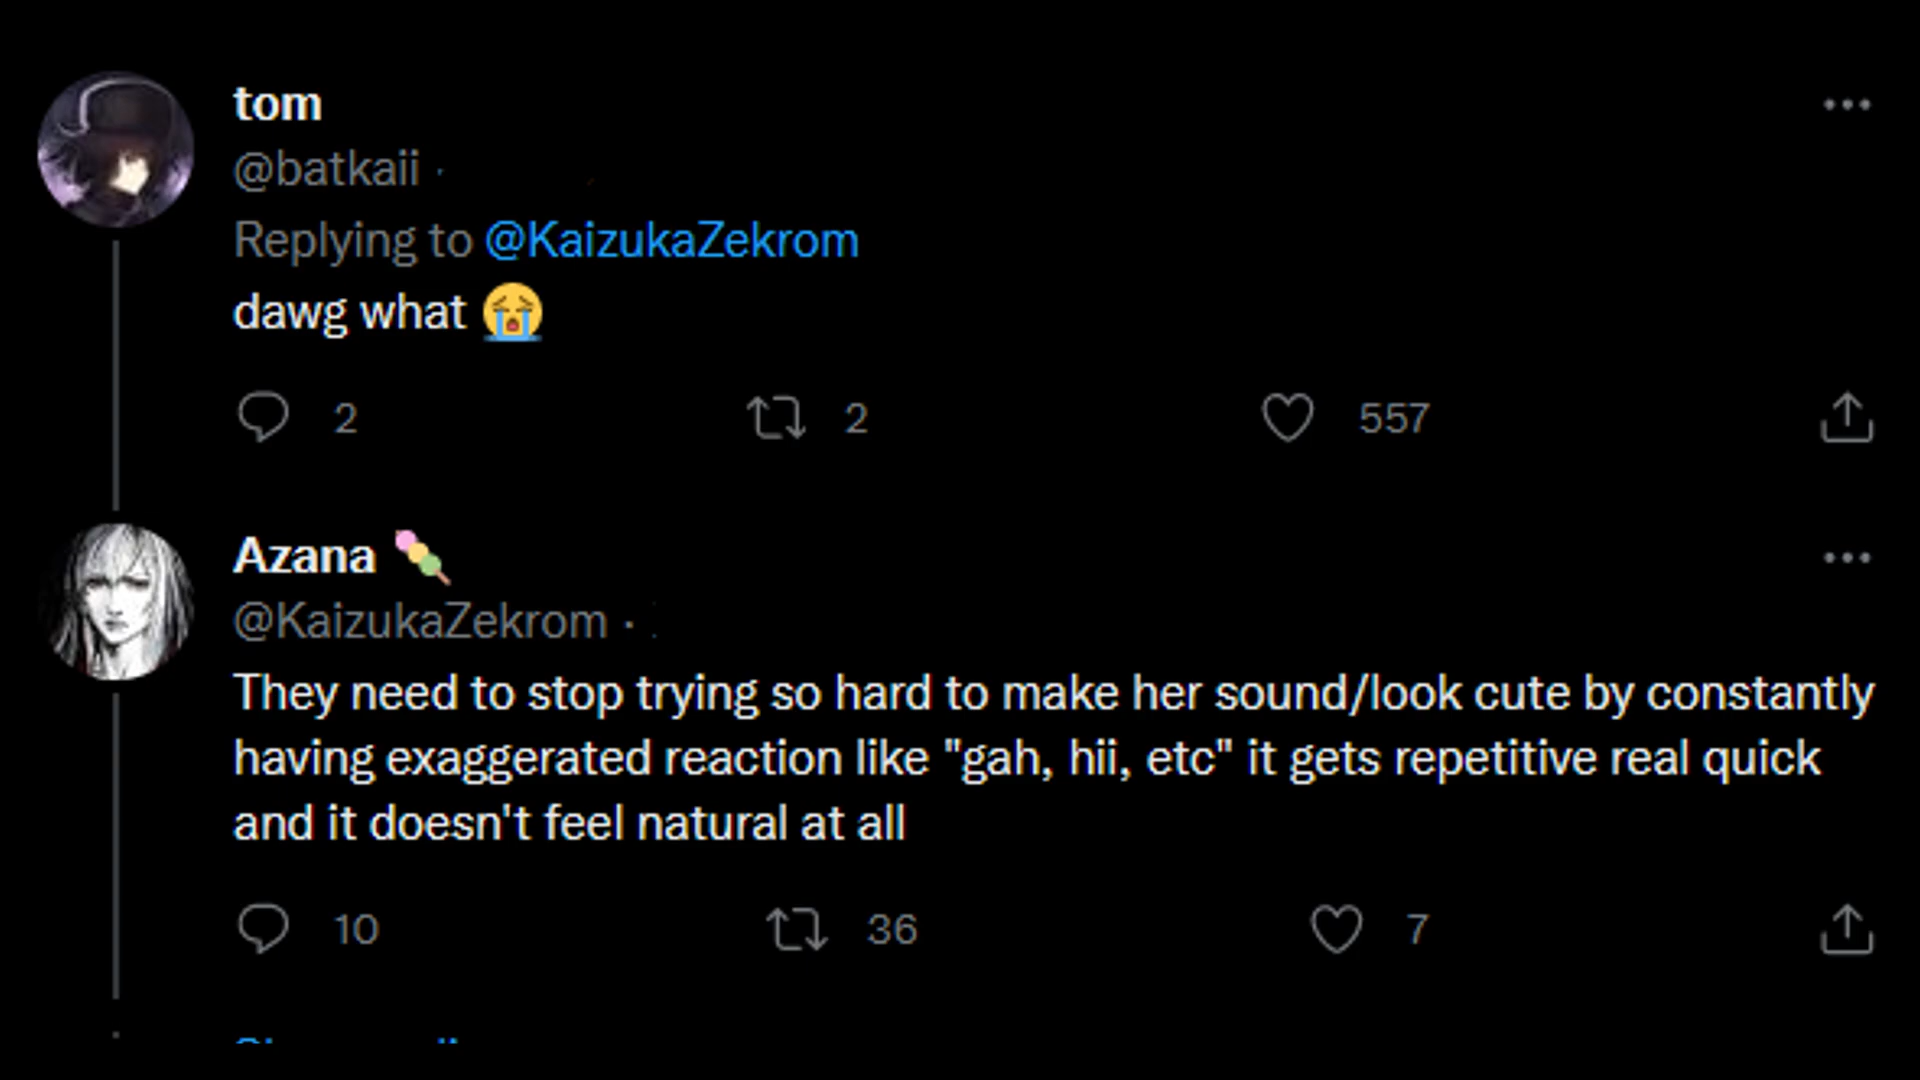 tom
@batkaii ·
Replying to @KaizukaZekrom
dawg what 😭
2 2 557
Azana 🍡
@KaizukaZekrom ·
They need to stop trying so hard to make her sound/look cute by constantly
having exaggerated reaction like "gah, hii, etc" it gets repetitive real quick
and it doesn't feel natural at all
10 36 7